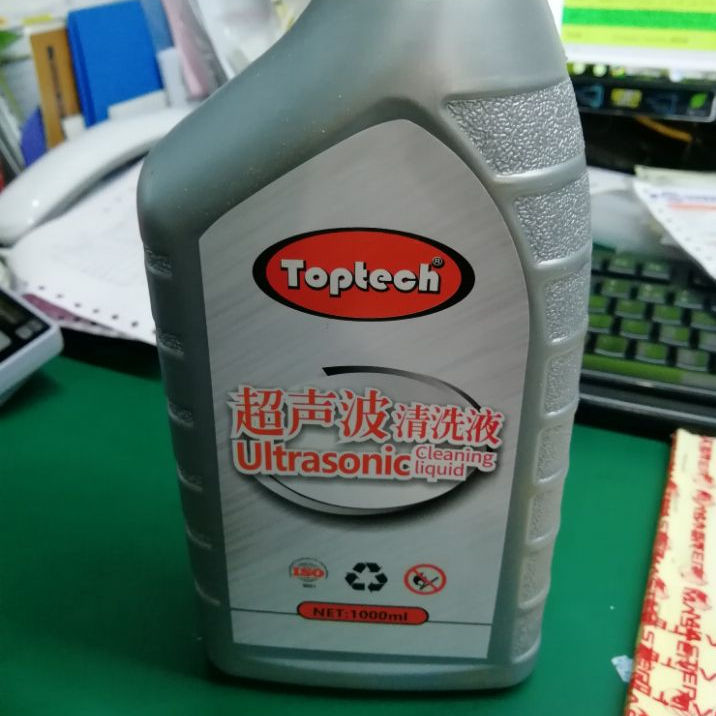 Toptech®
超声波清洗液
Ultrasonic Cleaning liquid
ISO
NET:1000ml